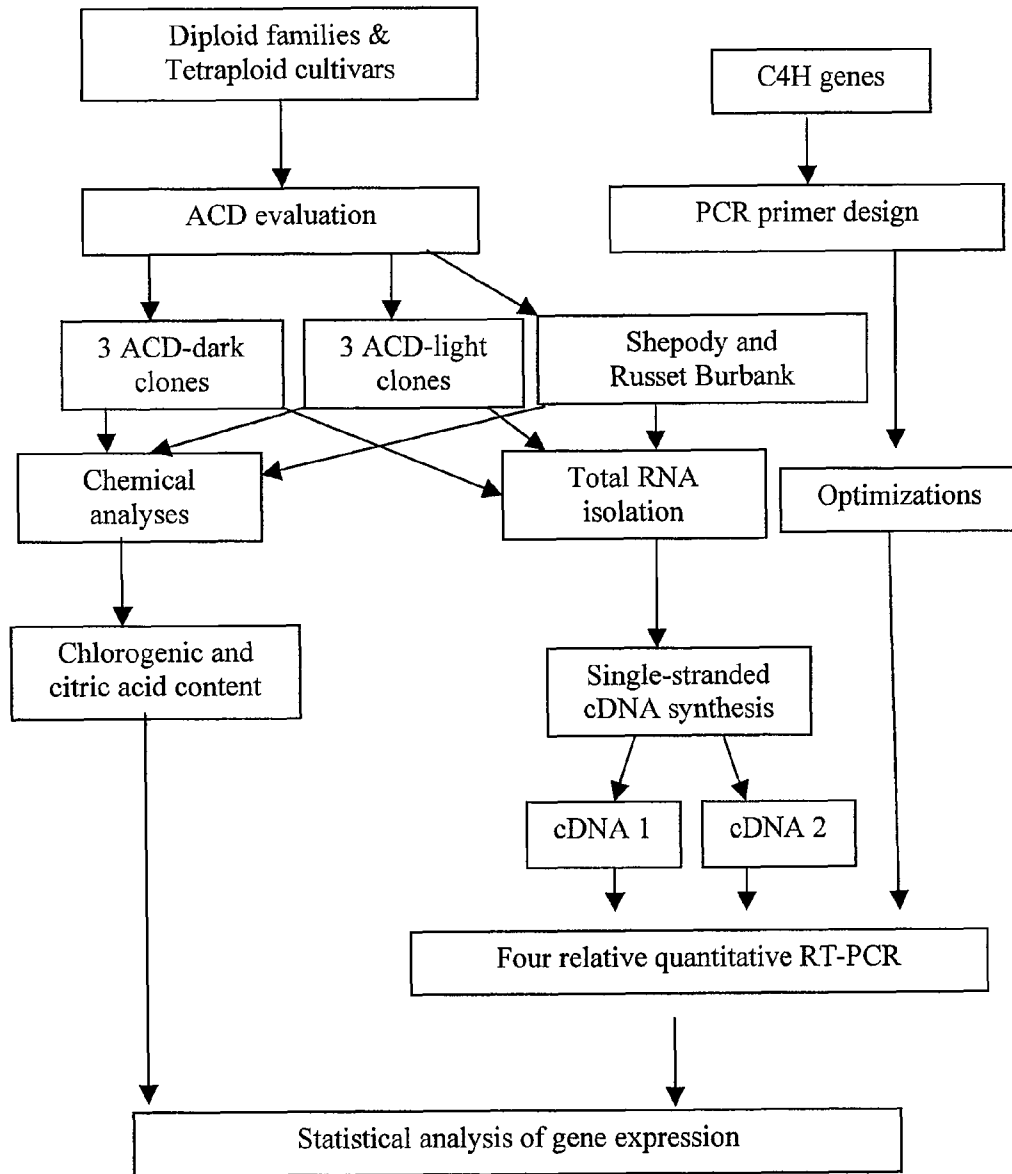 Diploid families &
Tetraploid cultivars
C4H genes
ACD evaluation
PCR primer design
3 ACD-dark
clones
3 ACD-light
clones
Shepody and
Russet Burbank
Chemical
analyses
Total RNA
isolation
Optimizations
Chlorogenic and
citric acid content
Single-stranded
cDNA synthesis
cDNA 1
cDNA 2
Four relative quantitative RT-PCR
Statistical analysis of gene expression